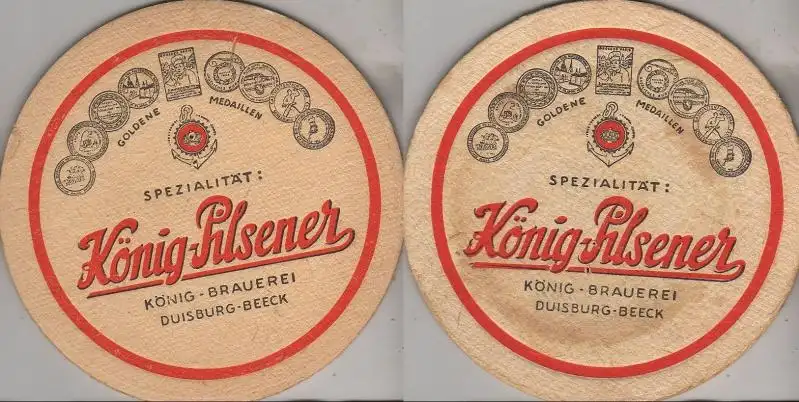 GOLDENE MEDAILLEN
SPEZIALITÄT:
König-Pilsener
KÖNIG - BRAUEREI
DUISBURG-BEECK
GOLDENE MEDAILLEN
SPEZIALITÄT:
König-Pilsener
KÖNIG - BRAUEREI
DUISBURG-BEECK